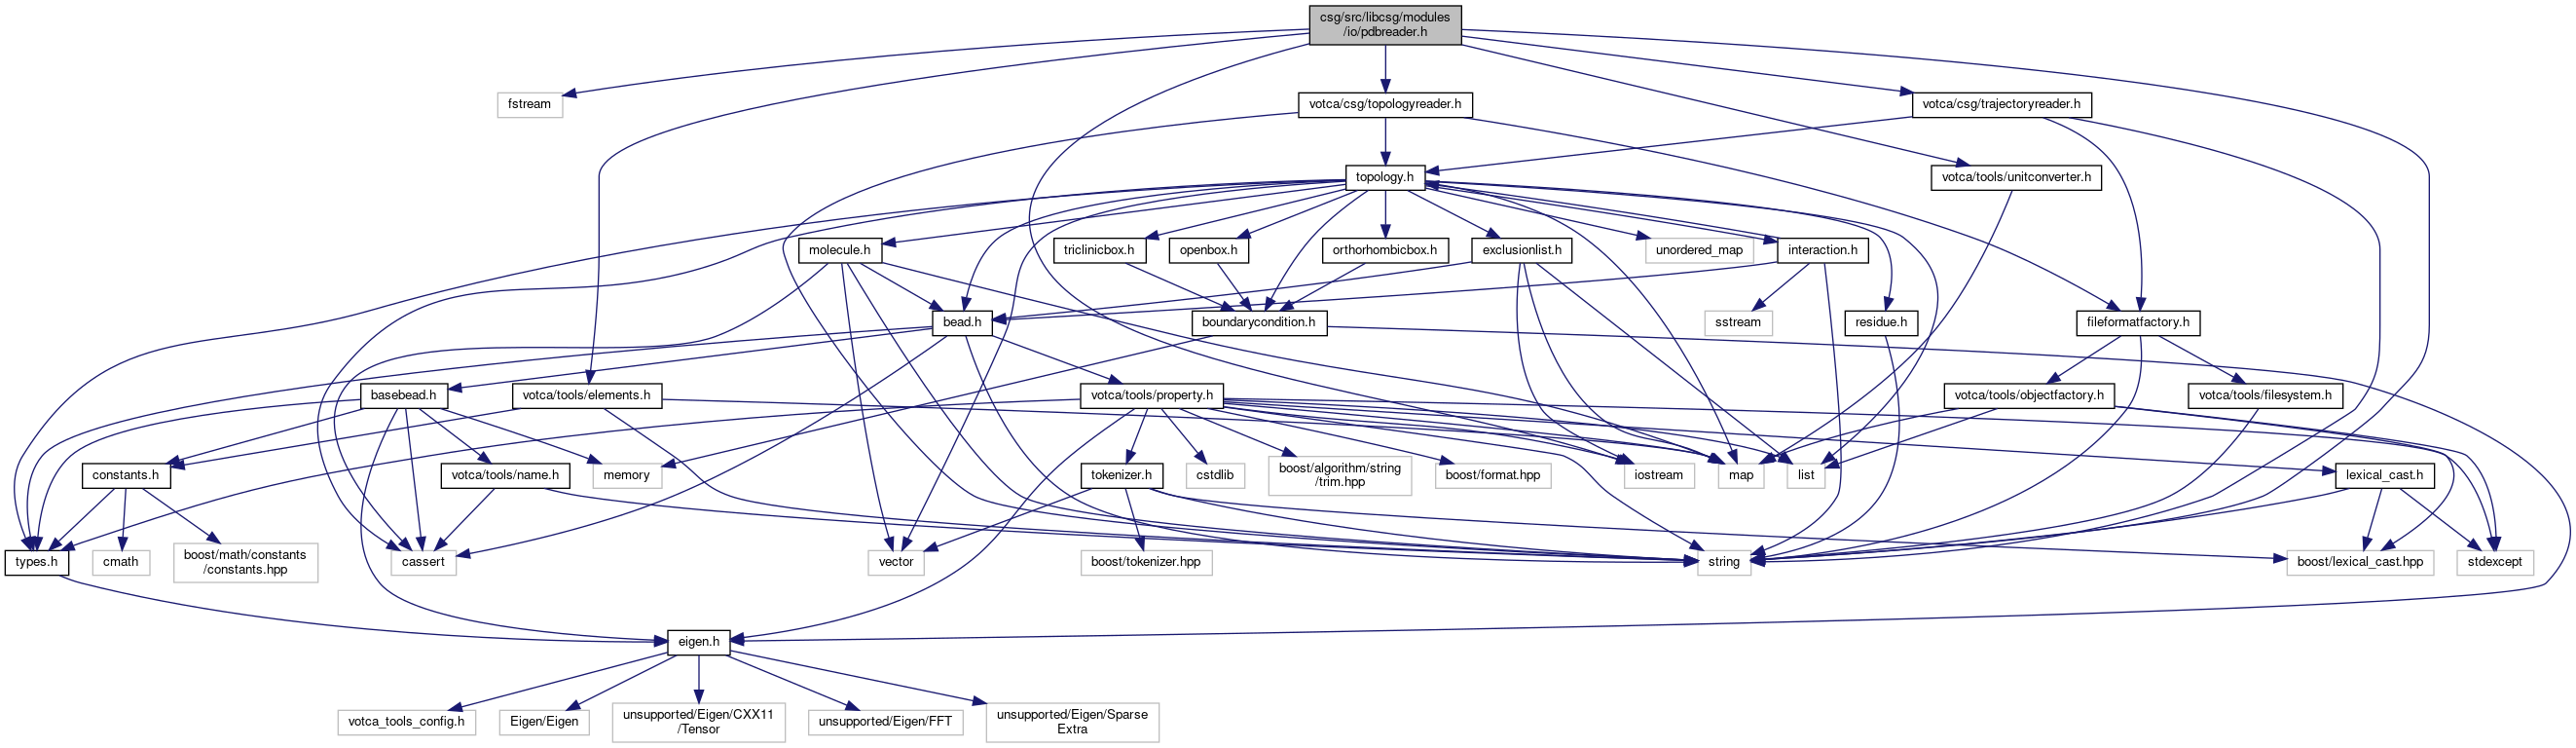 csg/src/libcsg/modules
/io/pdbreader.h
fstream
votca/csg/topologyreader.h
votca/csg/trajectoryreader.h
topology.h
votca/tools/unitconverter.h
molecule.h
triclinicbox.h
openbox.h
orthorhombicbox.h
exclusionlist.h
unordered_map
interaction.h
bead.h
boundarycondition.h
sstream
residue.h
fileformatfactory.h
basebead.h
votca/tools/elements.h
votca/tools/property.h
votca/tools/objectfactory.h
votca/tools/filesystem.h
constants.h
votca/tools/name.h
memory
tokenizer.h
cstdlib
boost/algorithm/string
/trim.hpp
boost/format.hpp
iostream
map
list
lexical_cast.h
types.h
cmath
boost/math/constants
/constants.hpp
cassert
vector
boost/tokenizer.hpp
string
boost/lexical_cast.hpp
stdexcept
eigen.h
votca_tools_config.h
Eigen/Eigen
unsupported/Eigen/CXX11
/Tensor
unsupported/Eigen/FFT
unsupported/Eigen/Sparse
Extra